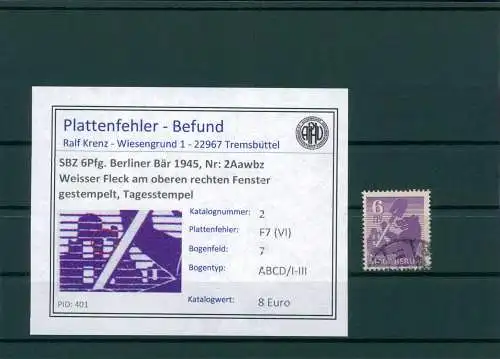 Plattenfehler - Befund
Ralf Krenz - Wiesengrund 1 - 22967 Tremsbüttel
SBZ 6Pfg. Berliner Bär 1945, Nr: 2Aawbz
Weisser Fleck am oberen rechten Fenster
gestempelt, Tagesstempel
Katalognummer: 2
Plattenfehler: F7 (VI)
Bogenfeld: 7
Bogentyp: ABCD/I-III
Katalogwert: 8 Euro
PID: 401
6